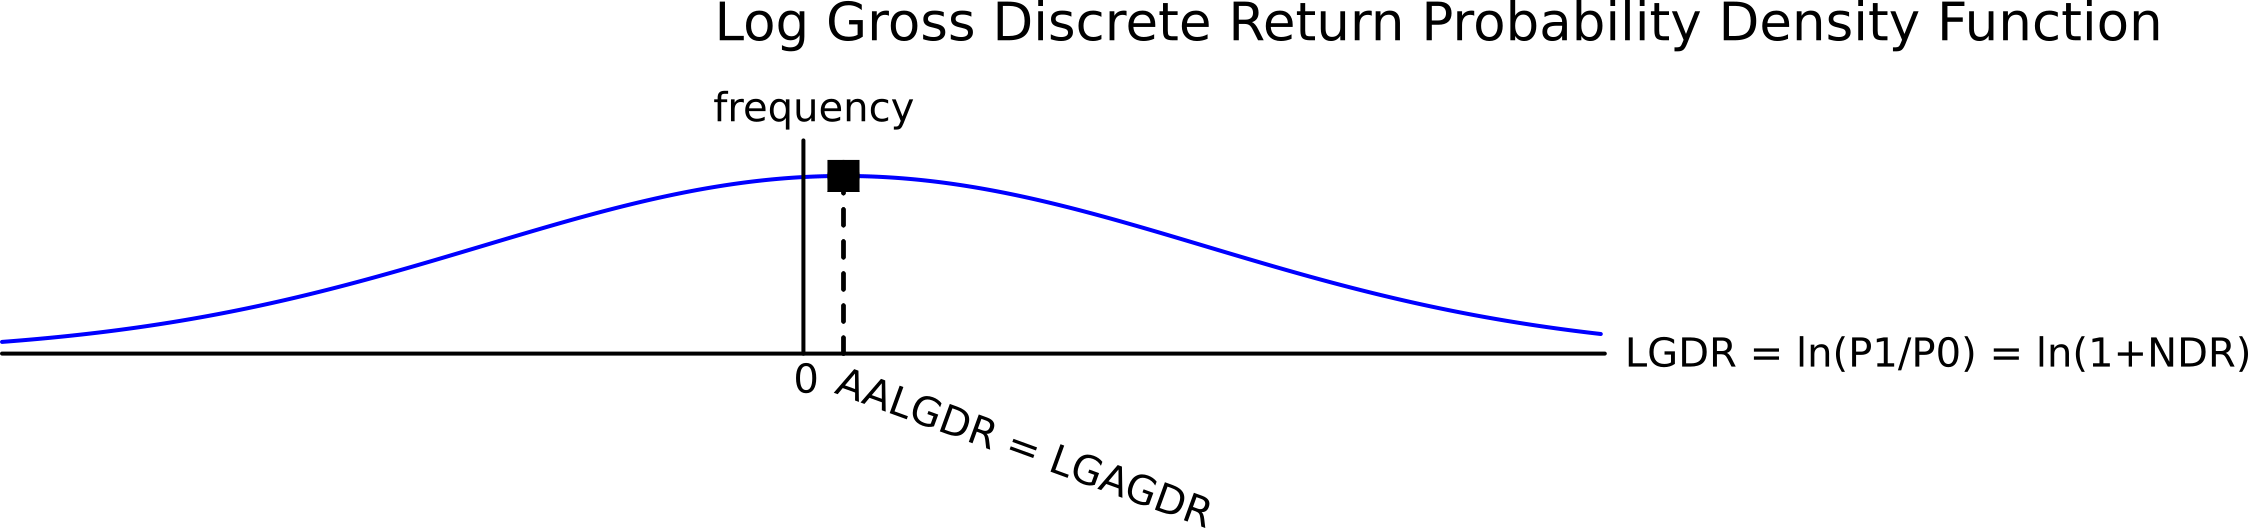 Log Gross Discrete Return Probability Density Function
frequency
LGDR = ln(P1/P0) = ln(1+NDR)
0
AALGDR = LGAGDR